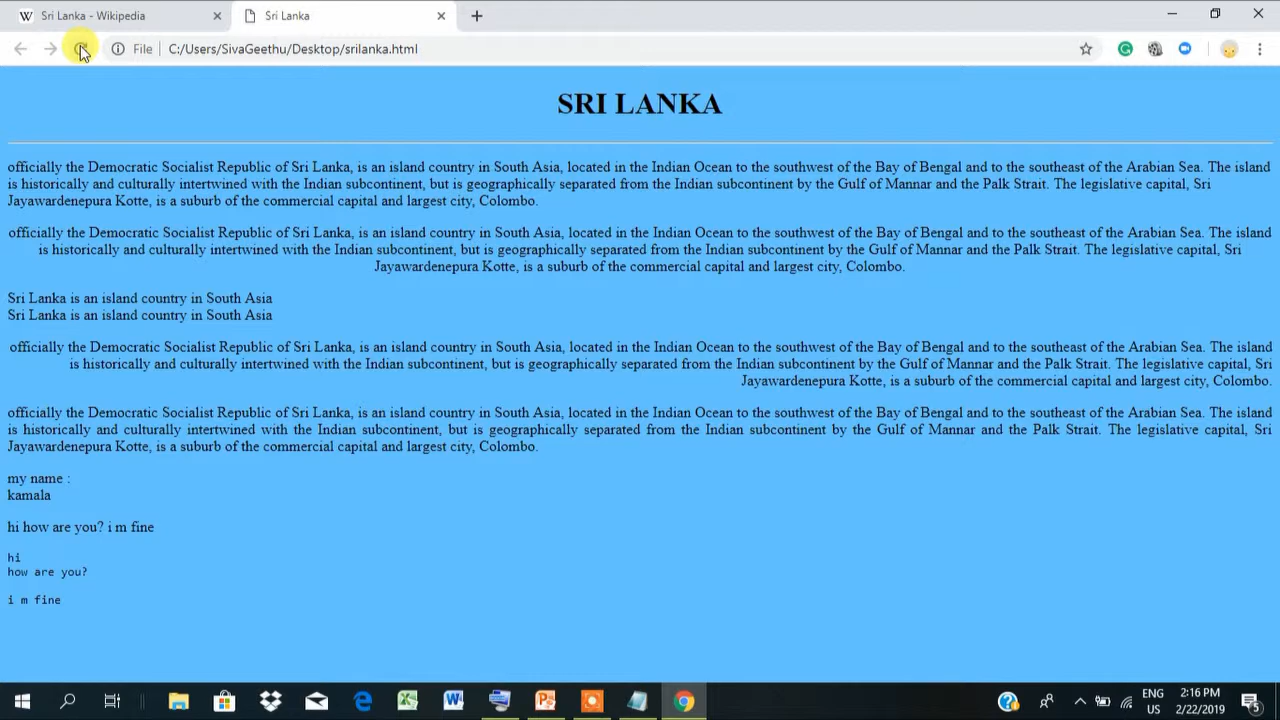 Sri Lanka - Wikipedia
Sri Lanka
File
C:/Users/SivaGeethu/Desktop/srilanka.html
SRI LANKA
officially the Democratic Socialist Republic of Sri Lanka, is an island country in South Asia, located in the Indian Ocean to the southwest of the Bay of Bengal and to the southeast of the Arabian Sea. The island
is historically and culturally intertwined with the Indian subcontinent, but is geographically separated from the Indian subcontinent by the Gulf of Mannar and the Palk Strait. The legislative capital, Sri
Jayawardenepura Kotte, is a suburb of the commercial capital and largest city, Colombo.
officially the Democratic Socialist Republic of Sri Lanka, is an island country in South Asia, located in the Indian Ocean to the southwest of the Bay of Bengal and to the southeast of the Arabian Sea. The island
is historically and culturally intertwined with the Indian subcontinent, but is geographically separated from the Indian subcontinent by the Gulf of Mannar and the Palk Strait. The legislative capital, Sri
Jayawardenepura Kotte, is a suburb of the commercial capital and largest city, Colombo.
Sri Lanka is an island country in South Asia
Sri Lanka is an island country in South Asia
officially the Democratic Socialist Republic of Sri Lanka, is an island country in South Asia, located in the Indian Ocean to the southwest of the Bay of Bengal and to the southeast of the Arabian Sea. The island
is historically and culturally intertwined with the Indian subcontinent, but is geographically separated from the Indian subcontinent by the Gulf of Mannar and the Palk Strait. The legislative capital, Sri
Jayawardenepura Kotte, is a suburb of the commercial capital and largest city, Colombo.
officially the Democratic Socialist Republic of Sri Lanka, is an island country in South Asia, located in the Indian Ocean to the southwest of the Bay of Bengal and to the southeast of the Arabian Sea. The island
is historically and culturally intertwined with the Indian subcontinent, but is geographically separated from the Indian subcontinent by the Gulf of Mannar and the Palk Strait. The legislative capital, Sri
Jayawardenepura Kotte, is a suburb of the commercial capital and largest city, Colombo.
my name :
kamala
hi how are you? i m fine
hi
how are you?
i m fine
ENG
US
2:16 PM
2/22/2019
5